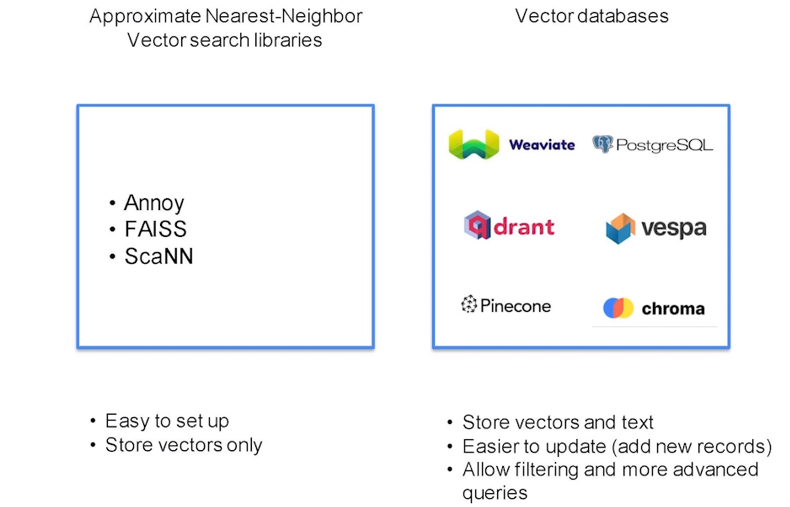 Approximate Nearest-Neighbor
Vector search libraries
• Annoy
• FAISS
• ScaNN
• Easy to set up
• Store vectors only
Vector databases
Weaviate
PostgreSQL
qdrant
vespa
Pinecone
chroma
• Store vectors and text
• Easier to update (add new records)
• Allow filtering and more advanced
queries